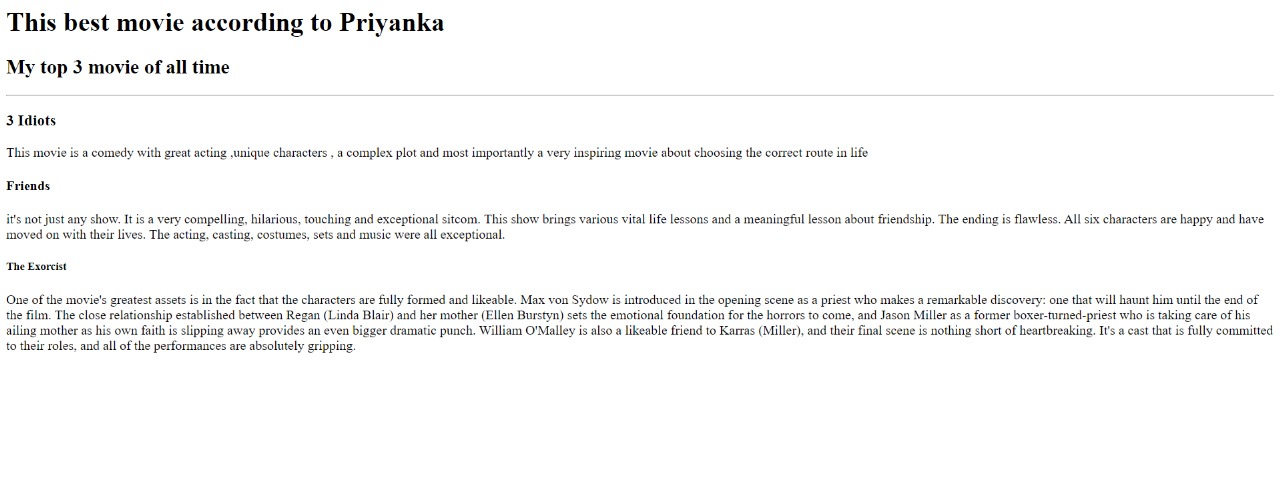 This best movie according to Priyanka
My top 3 movie of all time
3 Idiots
This movie is a comedy with great acting ,unique characters , a complex plot and most importantly a very inspiring movie about choosing the correct route in life
Friends
it's not just any show. It is a very compelling, hilarious, touching and exceptional sitcom. This show brings various vital life lessons and a meaningful lesson about friendship. The ending is flawless. All six characters are happy and have
moved on with their lives. The acting, casting, costumes, sets and music were all exceptional.
The Exorcist
One of the movie's greatest assets is in the fact that the characters are fully formed and likeable. Max von Sydow is introduced in the opening scene as a priest who makes a remarkable discovery: one that will haunt him until the end of
the film. The close relationship established between Regan (Linda Blair) and her mother (Ellen Burstyn) sets the emotional foundation for the horrors to come, and Jason Miller as a former boxer-turned-priest who is taking care of his
ailing mother as his own faith is slipping away provides an even bigger dramatic punch. William O'Malley is also a likeable friend to Karras (Miller), and their final scene is nothing short of heartbreaking. It's a cast that is fully committed
to their roles, and all of the performances are absolutely gripping.